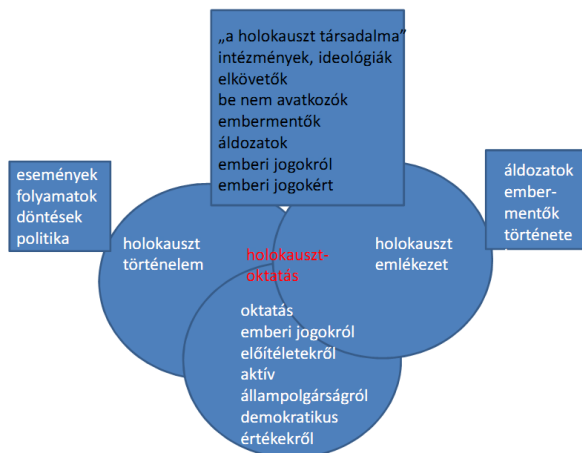 „a holokauszt társadalma”
intézmények, ideológiák
elkövetők
be nem avatkozók
embermentők
áldozatok
emberi jogokról
emberi jogokért
események
folyamatok
döntések
politika
áldozatok
ember-
mentők
története
holokauszt
történelem
holokauszt-
oktatás
holokauszt
emlékezet
oktatás
emberi jogokról
előítéletekről
aktív
állampolgárságról
demokratikus
értékekről